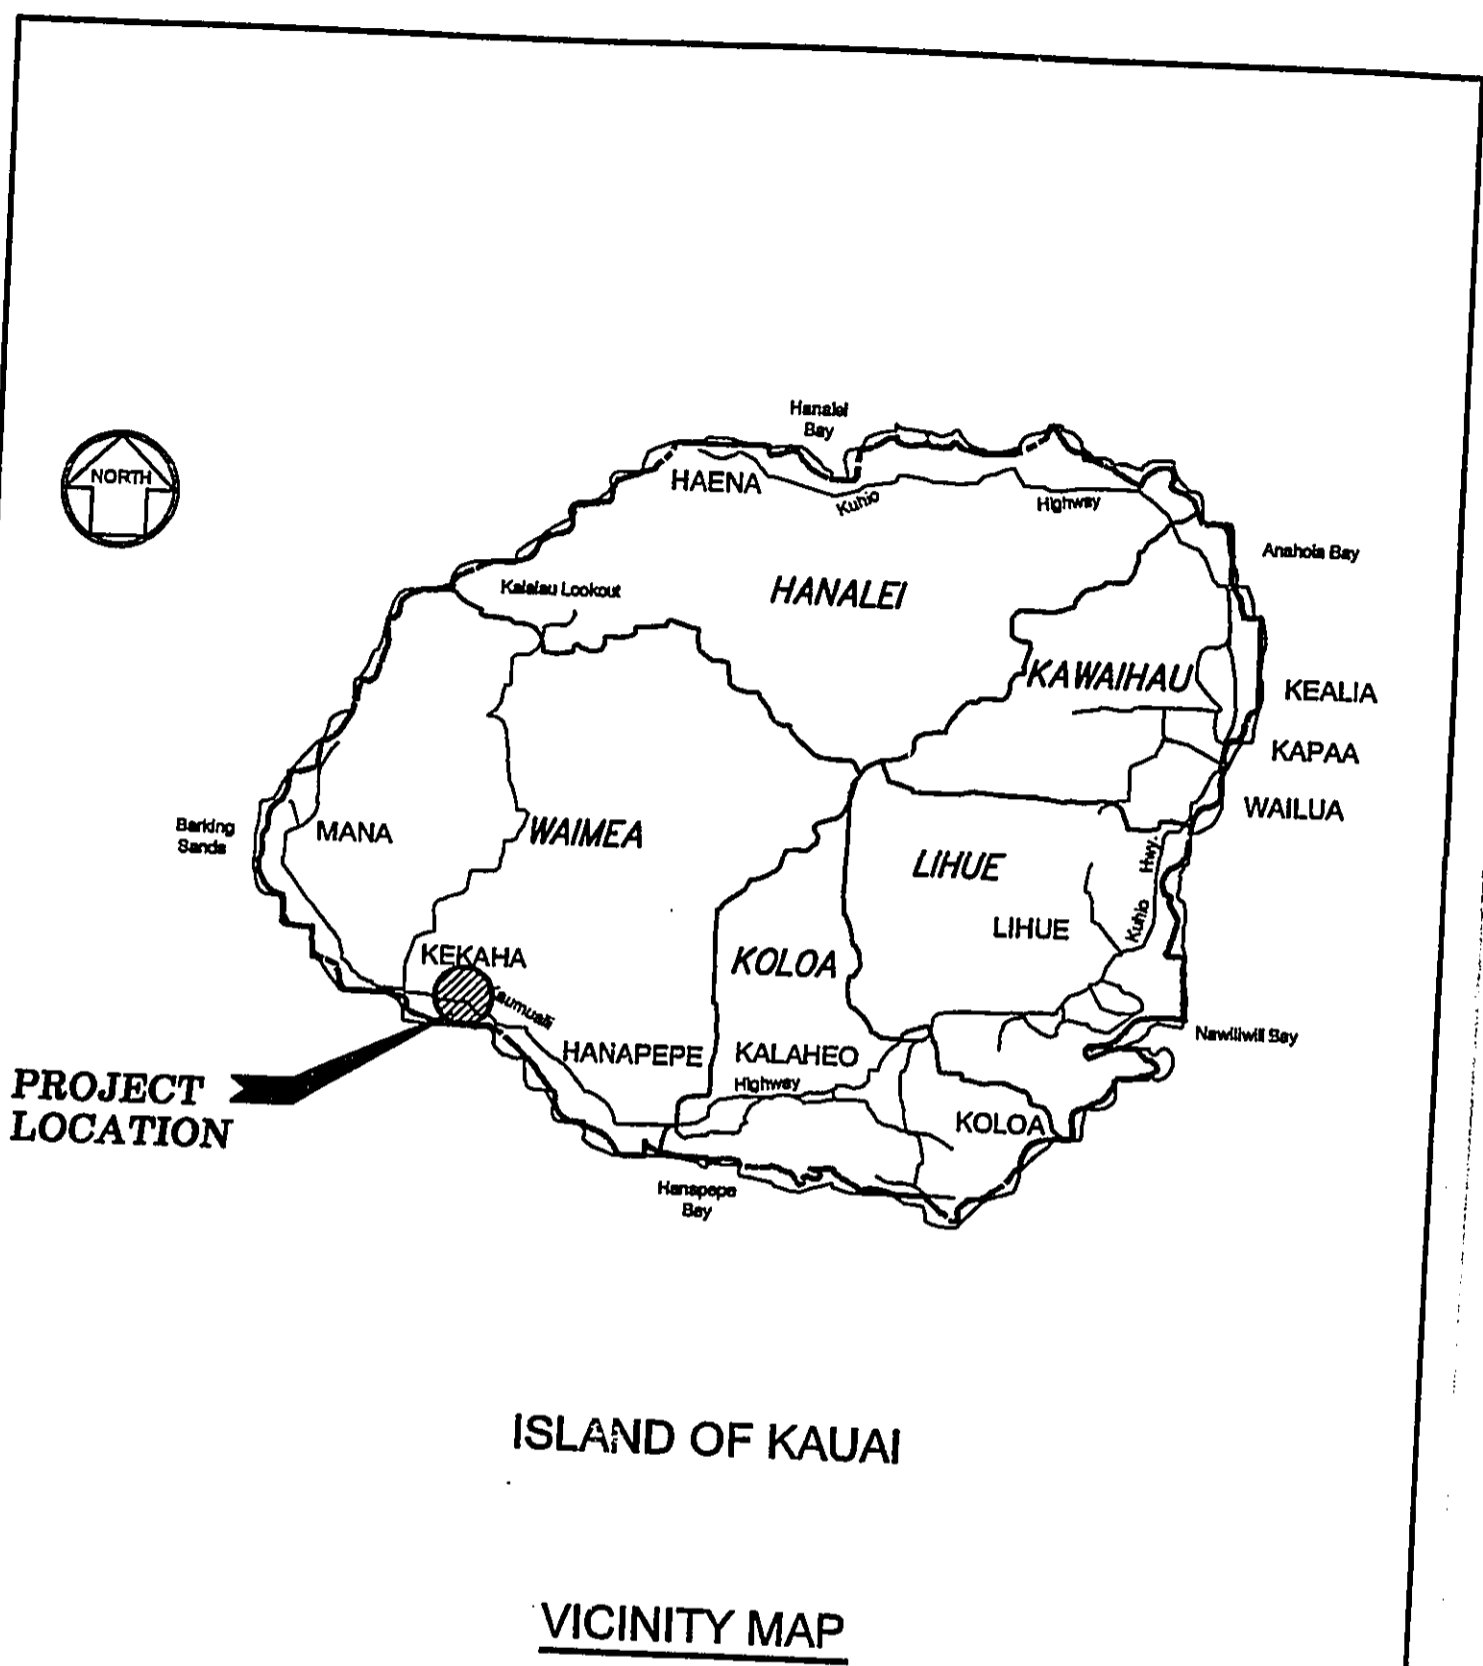 Hanalei
Bay
NORTH
HAENA
Kuhio
Highway
Anahola Bay
Kalalau Lookout
HANALEI
KAWAIHAU
KEALIA
KAPAA
WAILUA
Barking
Sands
MANA
WAIMEA
LIHUE
Kuhio Hwy.
LIHUE
KOLOA
KEKAHA
Kaumualii
Nawiliwili Bay
HANAPEPE
KALAHEO
Highway
PROJECT
LOCATION
KOLOA
Hanapepe
Bay
ISLAND OF KAUAI
VICINITY MAP